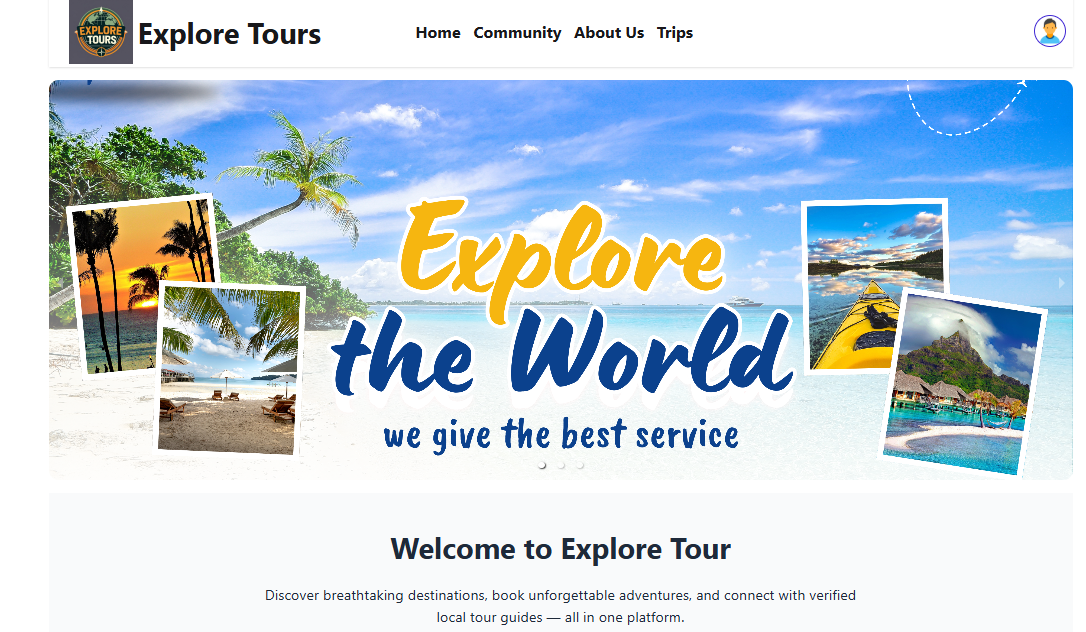 EXPLORE
TOURS
Explore Tours
Home Community About Us Trips
Explore
the World
we give the best service
Welcome to Explore Tour
Discover breathtaking destinations, book unforgettable adventures, and connect with verified
local tour guides — all in one platform.